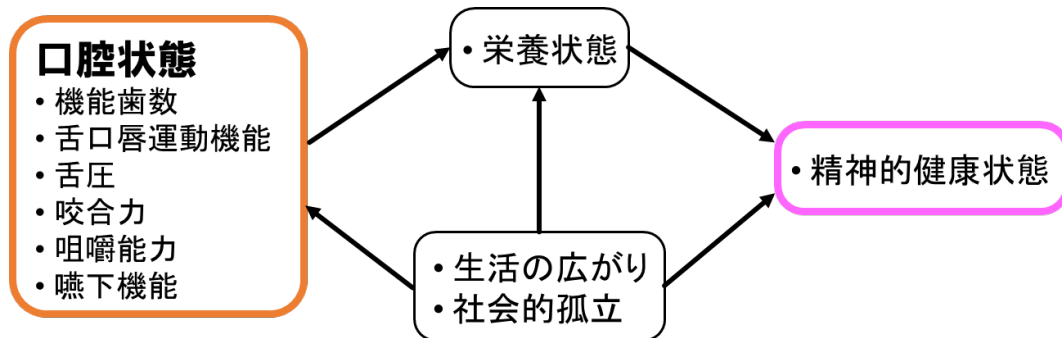 口腔状態
• 機能歯数
• 舌口唇運動機能
• 舌圧
• 咬合力
• 咀嚼能力
• 嚥下機能
• 栄養状態
• 生活の広がり
• 社会的孤立
• 精神的健康状態